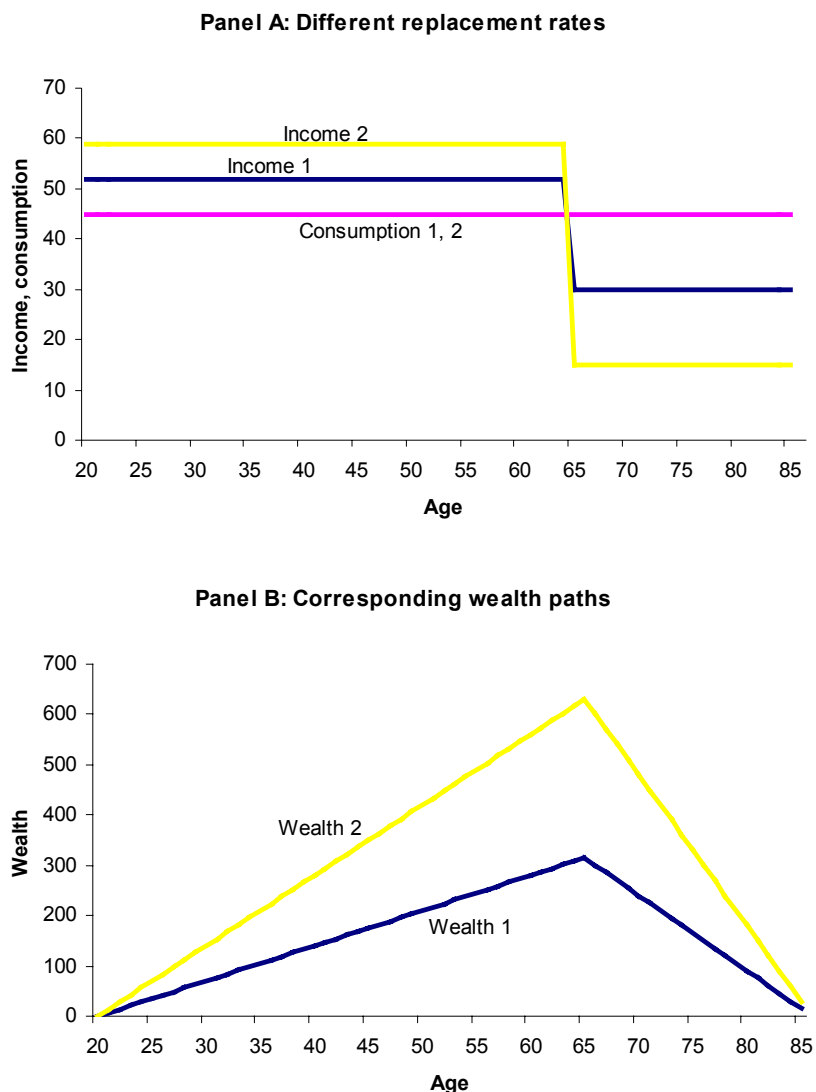 Panel A: Different replacement rates
70
60
50
40
30
20
10
0
Income, consumption
Income 2
Income 1
Consumption 1, 2
20 25 30 35 40 45 50 55 60 65 70 75 80 85
Age
Panel B: Corresponding wealth paths
700
600
500
400
300
200
100
0
Wealth
Wealth 2
Wealth 1
20 25 30 35 40 45 50 55 60 65 70 75 80 85
Age